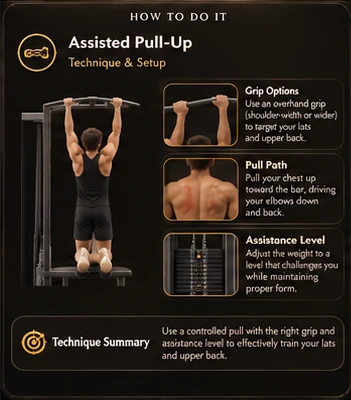 HOW TO DO IT
Assisted Pull-Up
Technique & Setup
Grip Options
Use an overhand grip
(shoulder-width or wider)
to target your lats
and upper back.
Pull Path
Pull your chest up
toward the bar, driving
your elbows down
and back.
Assistance Level
Adjust the weight to a
level that challenges you
while maintaining
proper form.
Technique Summary
Use a controlled pull with the right grip and
assistance level to effectively train your lats
and upper back.